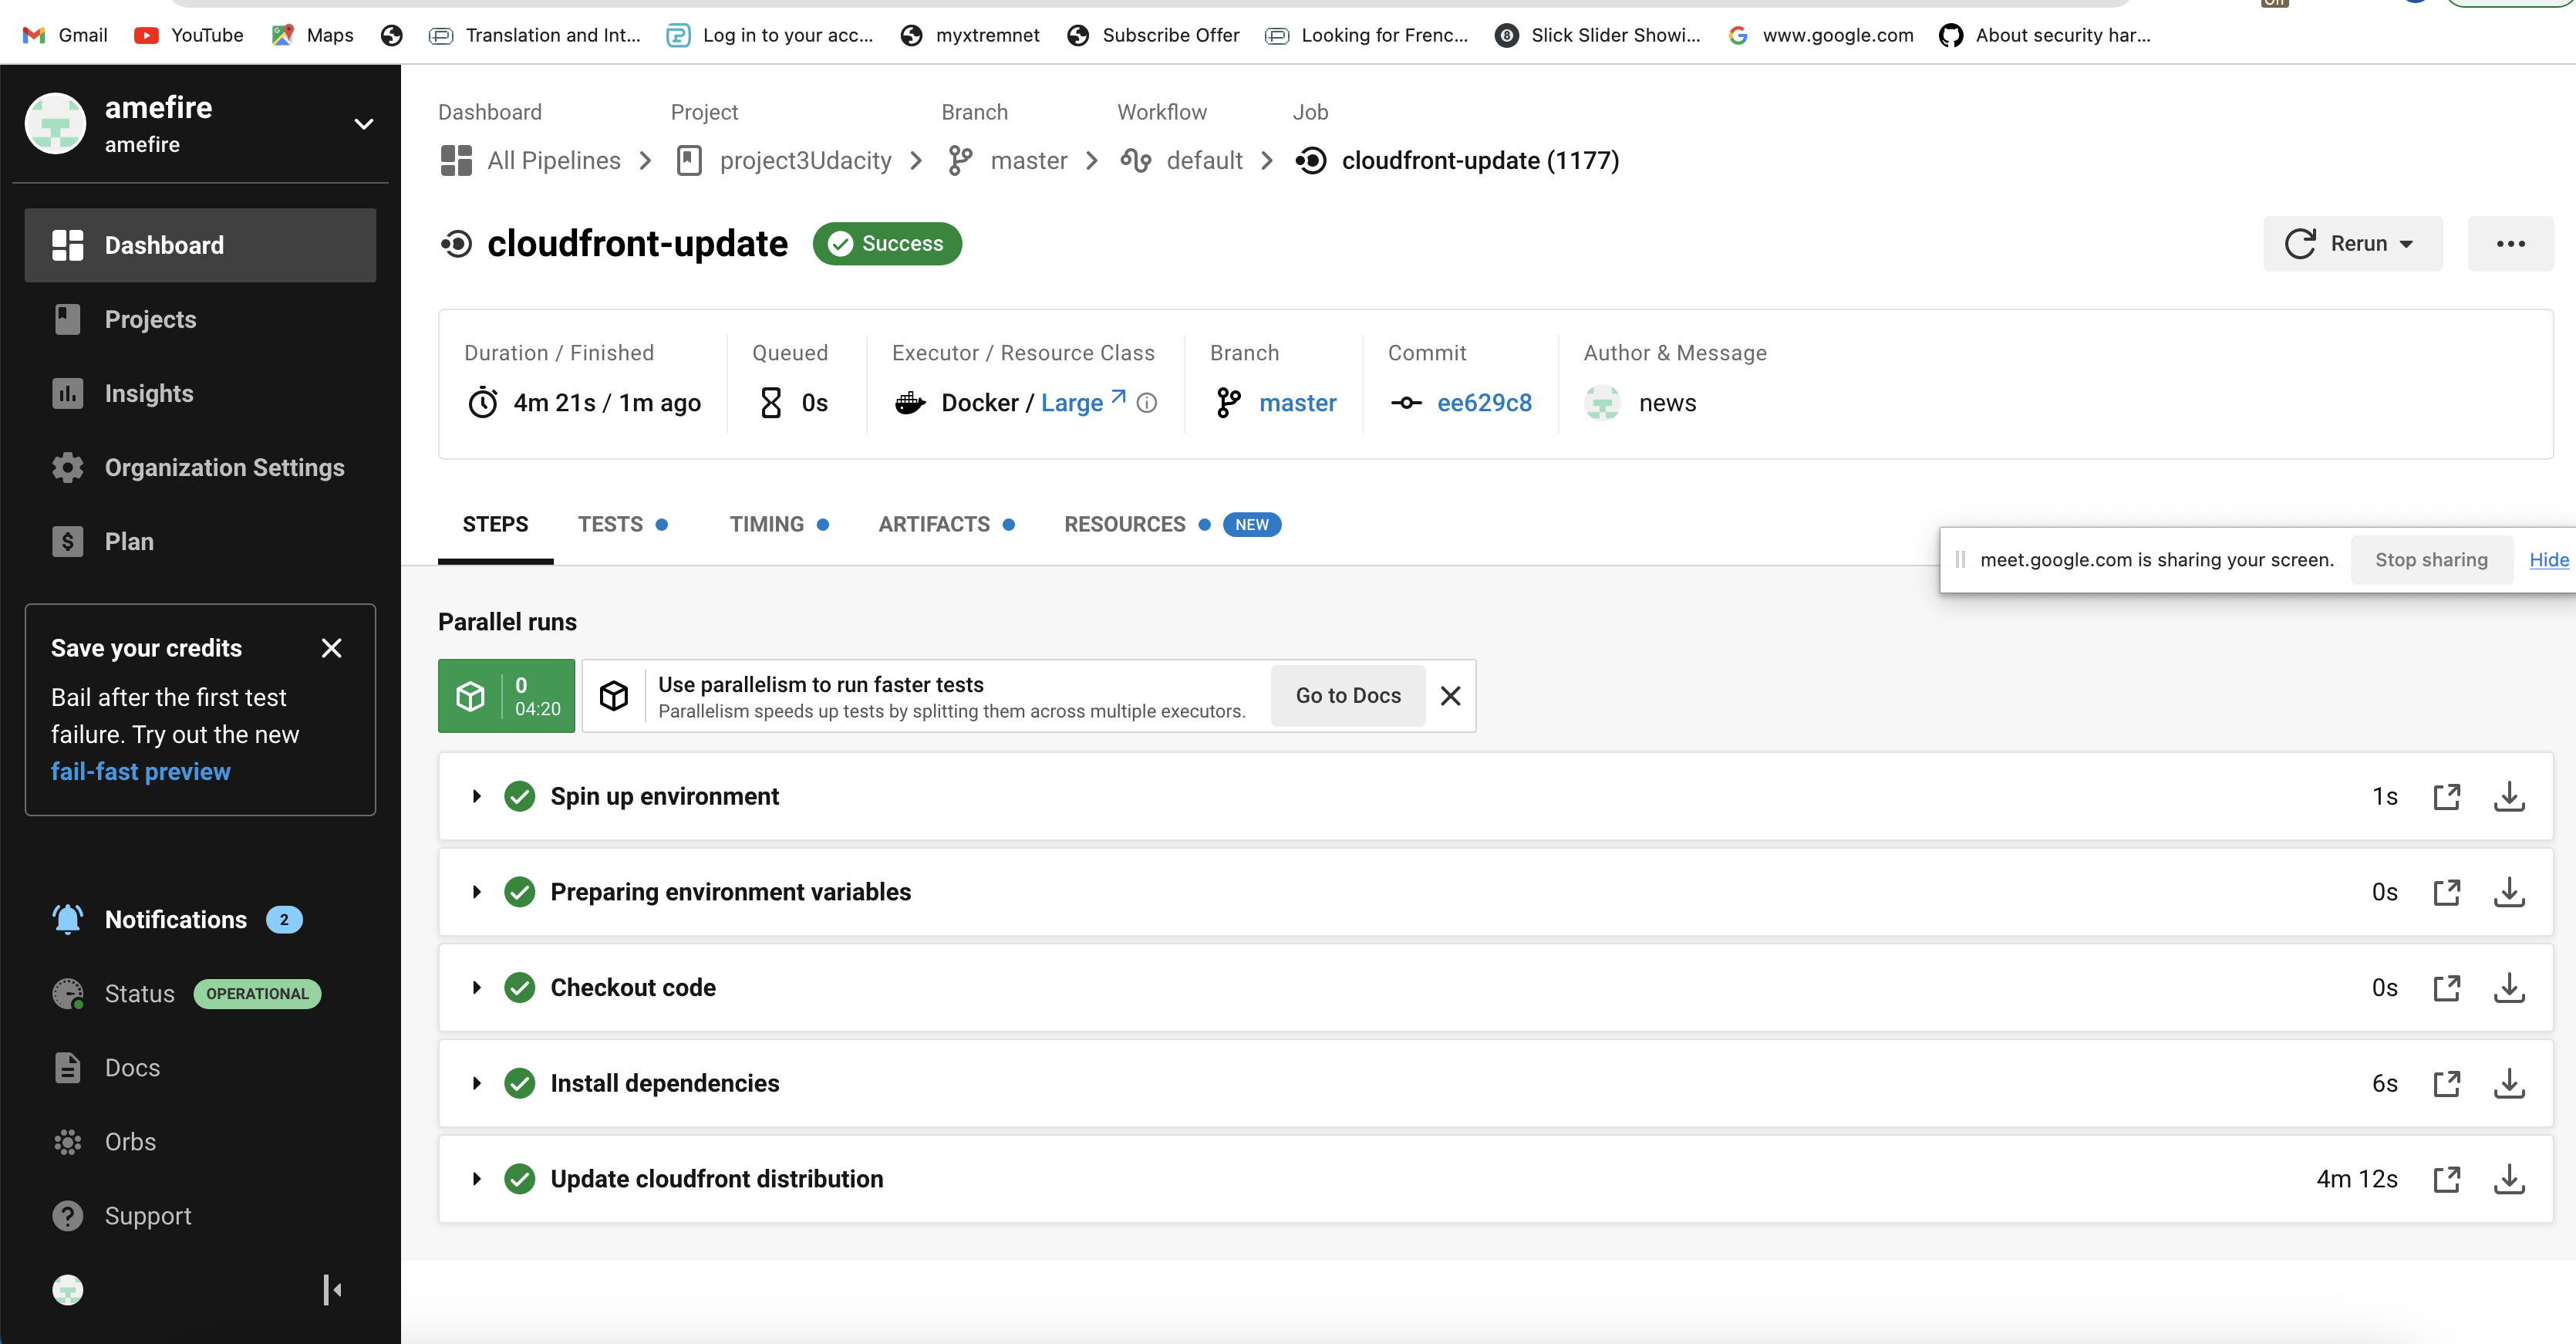 Off
Gmail YouTube Maps Translation and Int... Log in to your acc... myxtremnet Subscribe Offer Looking for Frenc... Slick Slider Showi... www.google.com About security har...
amefire
amefire
Dashboard
Projects
Insights
Organization Settings
Plan
Save your credits
Bail after the first test
failure. Try out the new
fail-fast preview
Notifications 2
Status OPERATIONAL
Docs
Orbs
Support
Dashboard Project Branch Workflow Job
All Pipelines project3Udacity master default cloudfront-update (1177)
cloudfront-update Success Rerun
Duration / Finished Queued Executor / Resource Class Branch Commit Author & Message
4m 21s / 1m ago 0s Docker / Large master ee629c8 news
STEPS TESTS TIMING ARTIFACTS RESOURCES NEW
meet.google.com is sharing your screen. Stop sharing Hide
Parallel runs
0
04:20
Use parallelism to run faster tests
Parallelism speeds up tests by splitting them across multiple executors.
Go to Docs
Spin up environment 1s
Preparing environment variables 0s
Checkout code 0s
Install dependencies 6s
Update cloudfront distribution 4m 12s